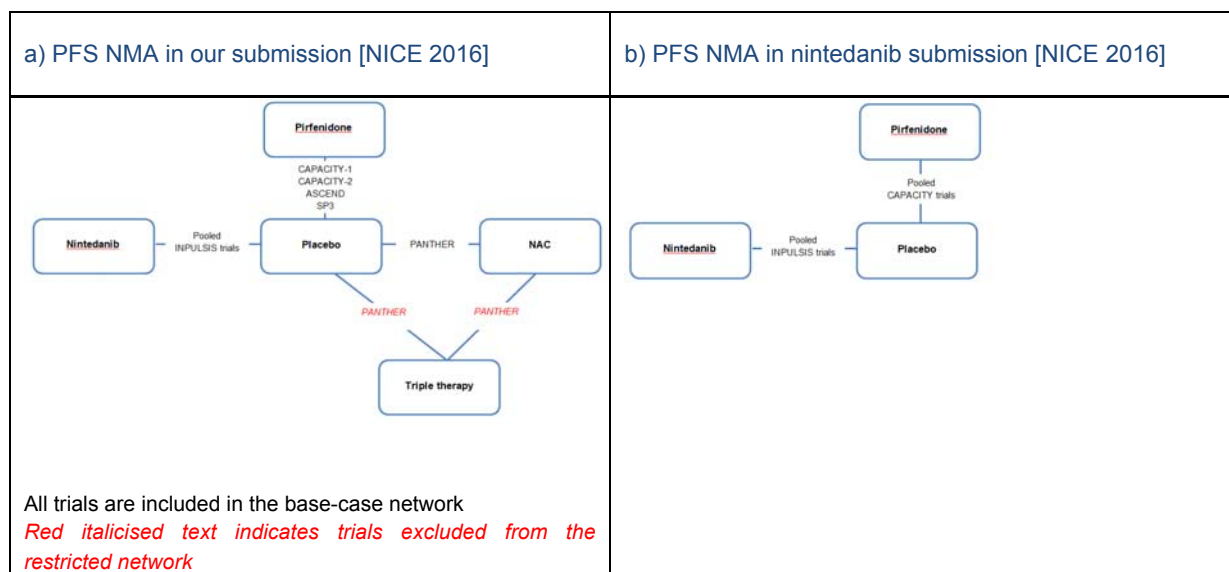 a) PFS NMA in our submission [NICE 2016]
b) PFS NMA in nintedanib submission [NICE 2016]
Pirfenidone
CAPACITY-1
CAPACITY-2
ASCEND
SP3
Nintedanib
Pooled
INPULSIS trials
Placebo
PANTHER
NAC
PANTHER
PANTHER
Triple therapy
All trials are included in the base-case network
Red italicised text indicates trials excluded from the
restricted network
Pirfenidone
Pooled
CAPACITY trials
Nintedanib
Pooled
INPULSIS trials
Placebo